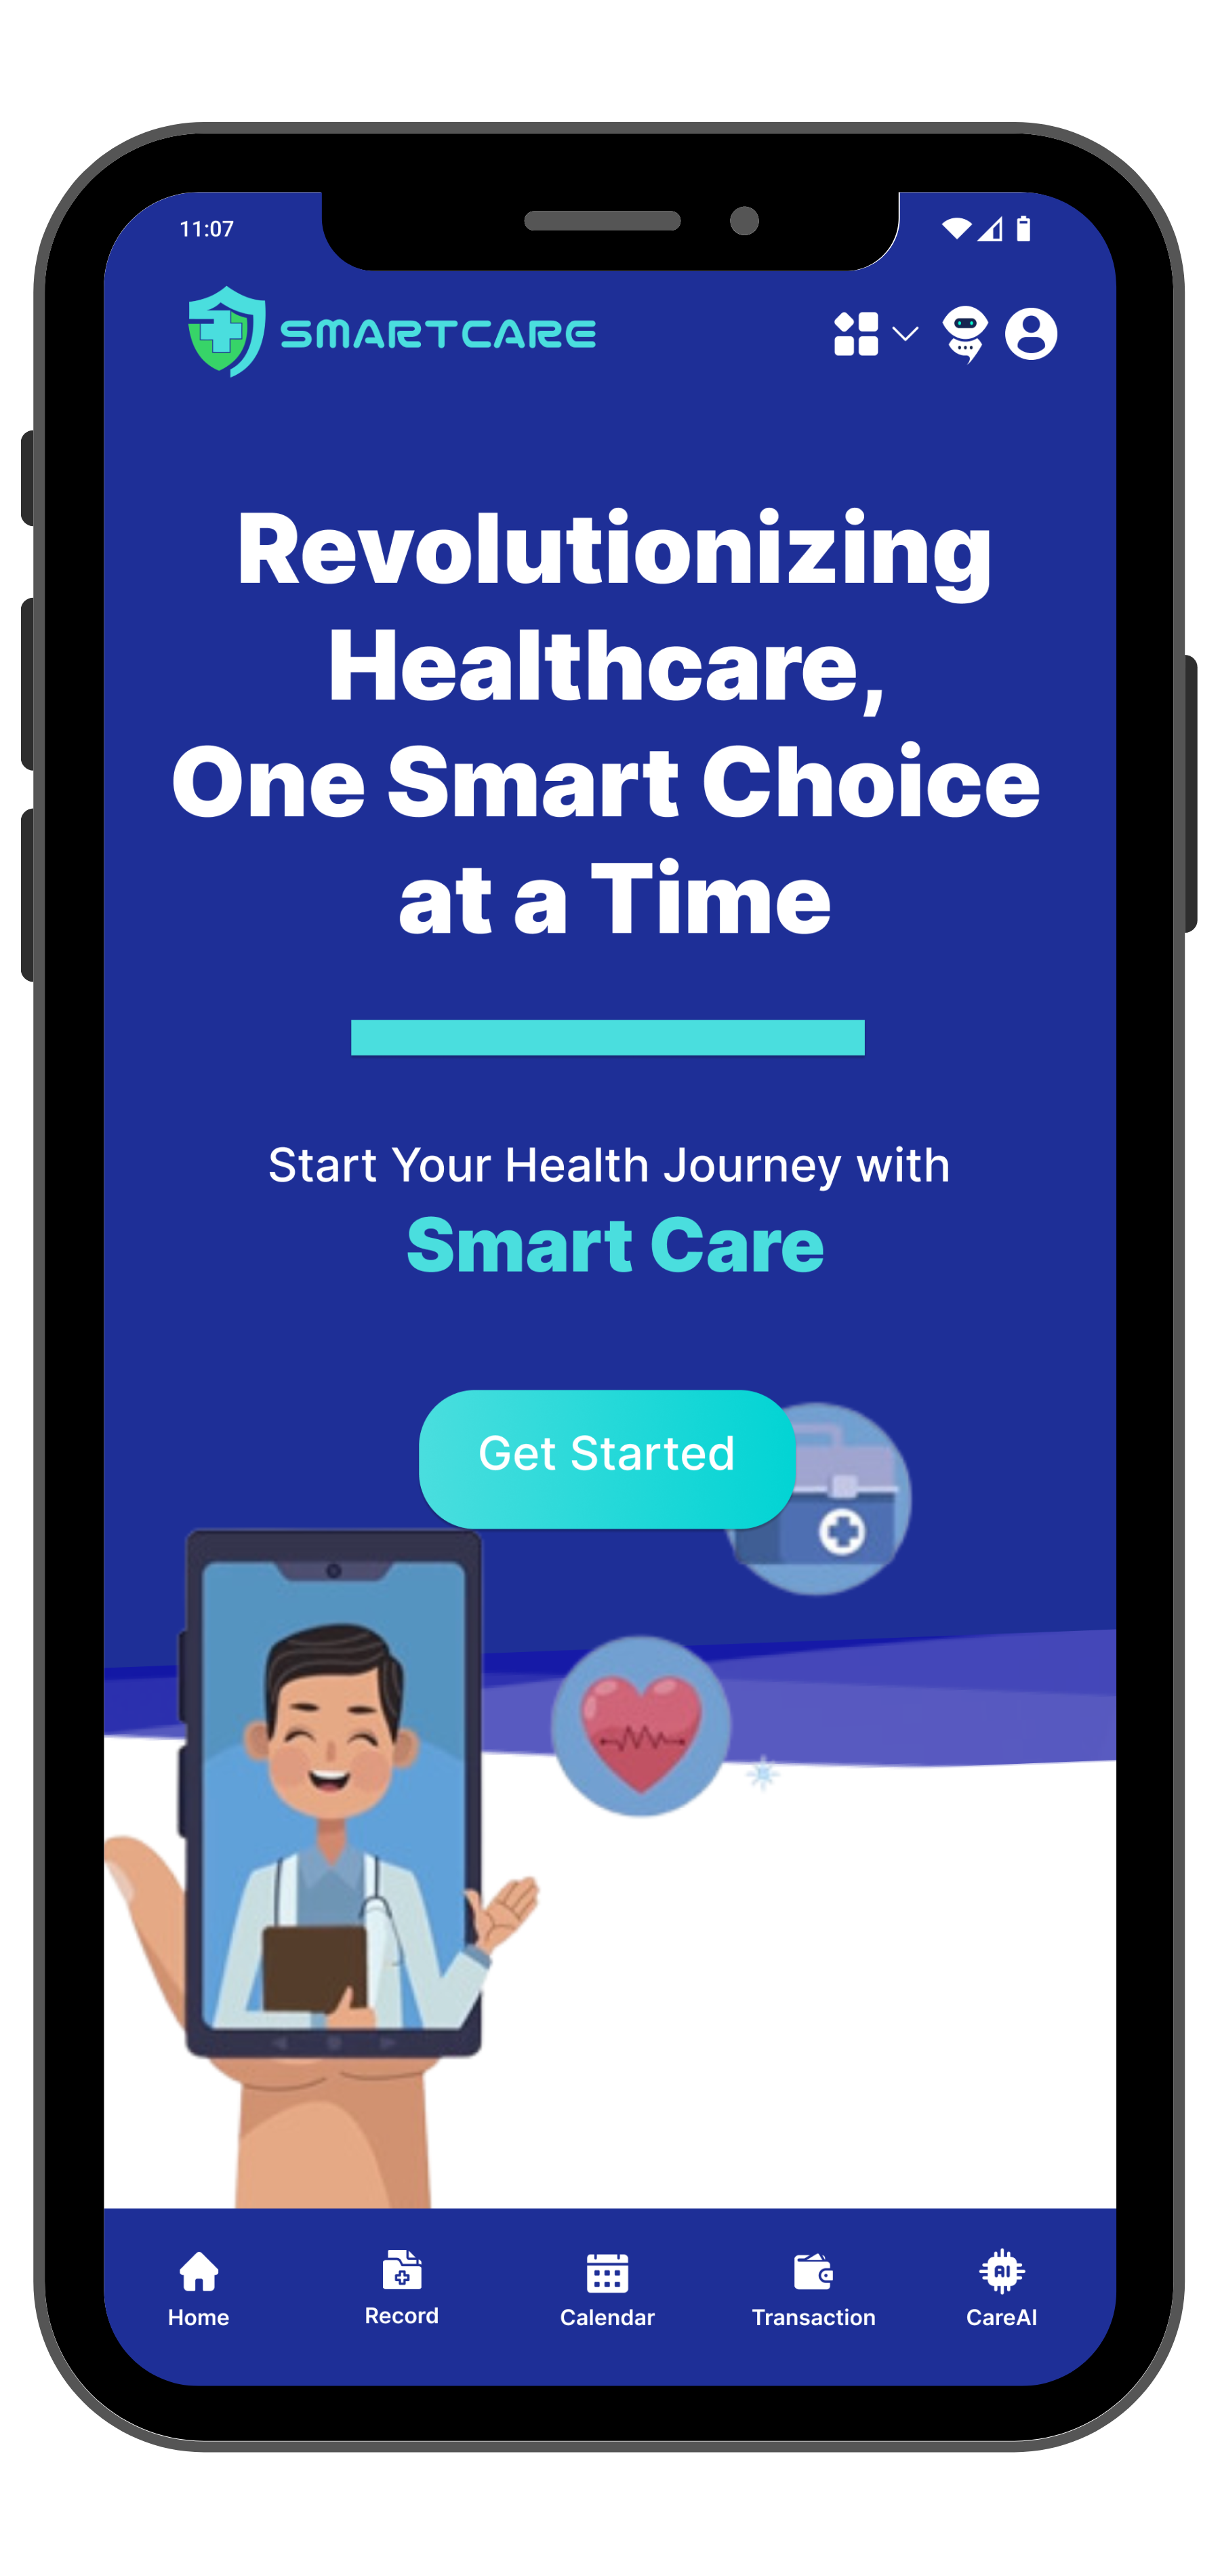 11:07
SMARTCARE
Revolutionizing
Healthcare,
One Smart Choice
at a Time
Start Your Health Journey with
Smart Care
Get Started
Home
Record
Calendar
Transaction
AI
CareAI